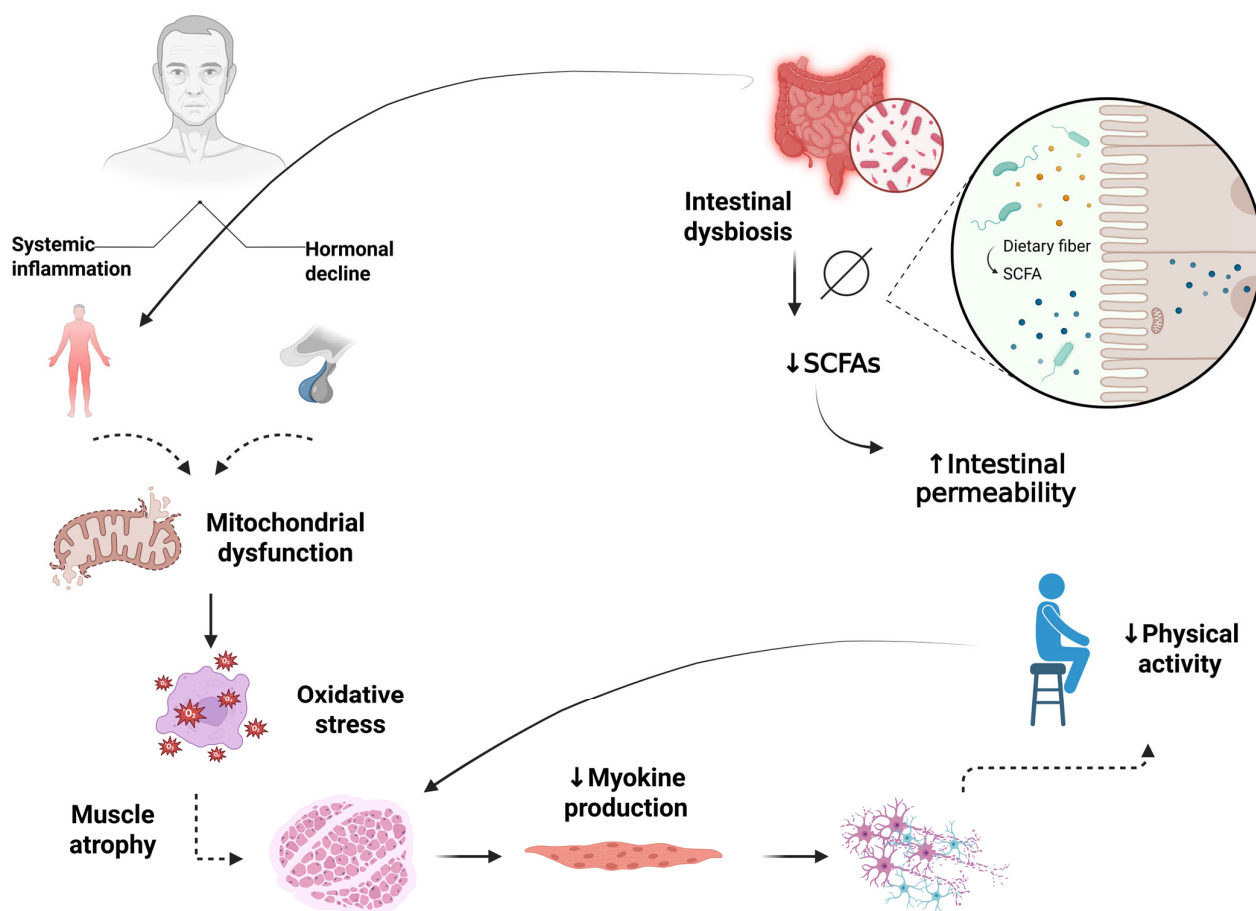 Systemic
inflammation
Hormonal
decline
Intestinal
dysbiosis
Dietary fiber
SCFA
↓SCFAs
↑Intestinal
permeability
Mitochondrial
dysfunction
Oxidative
stress
↓Physical
activity
Muscle
atrophy
↓Myokine
production